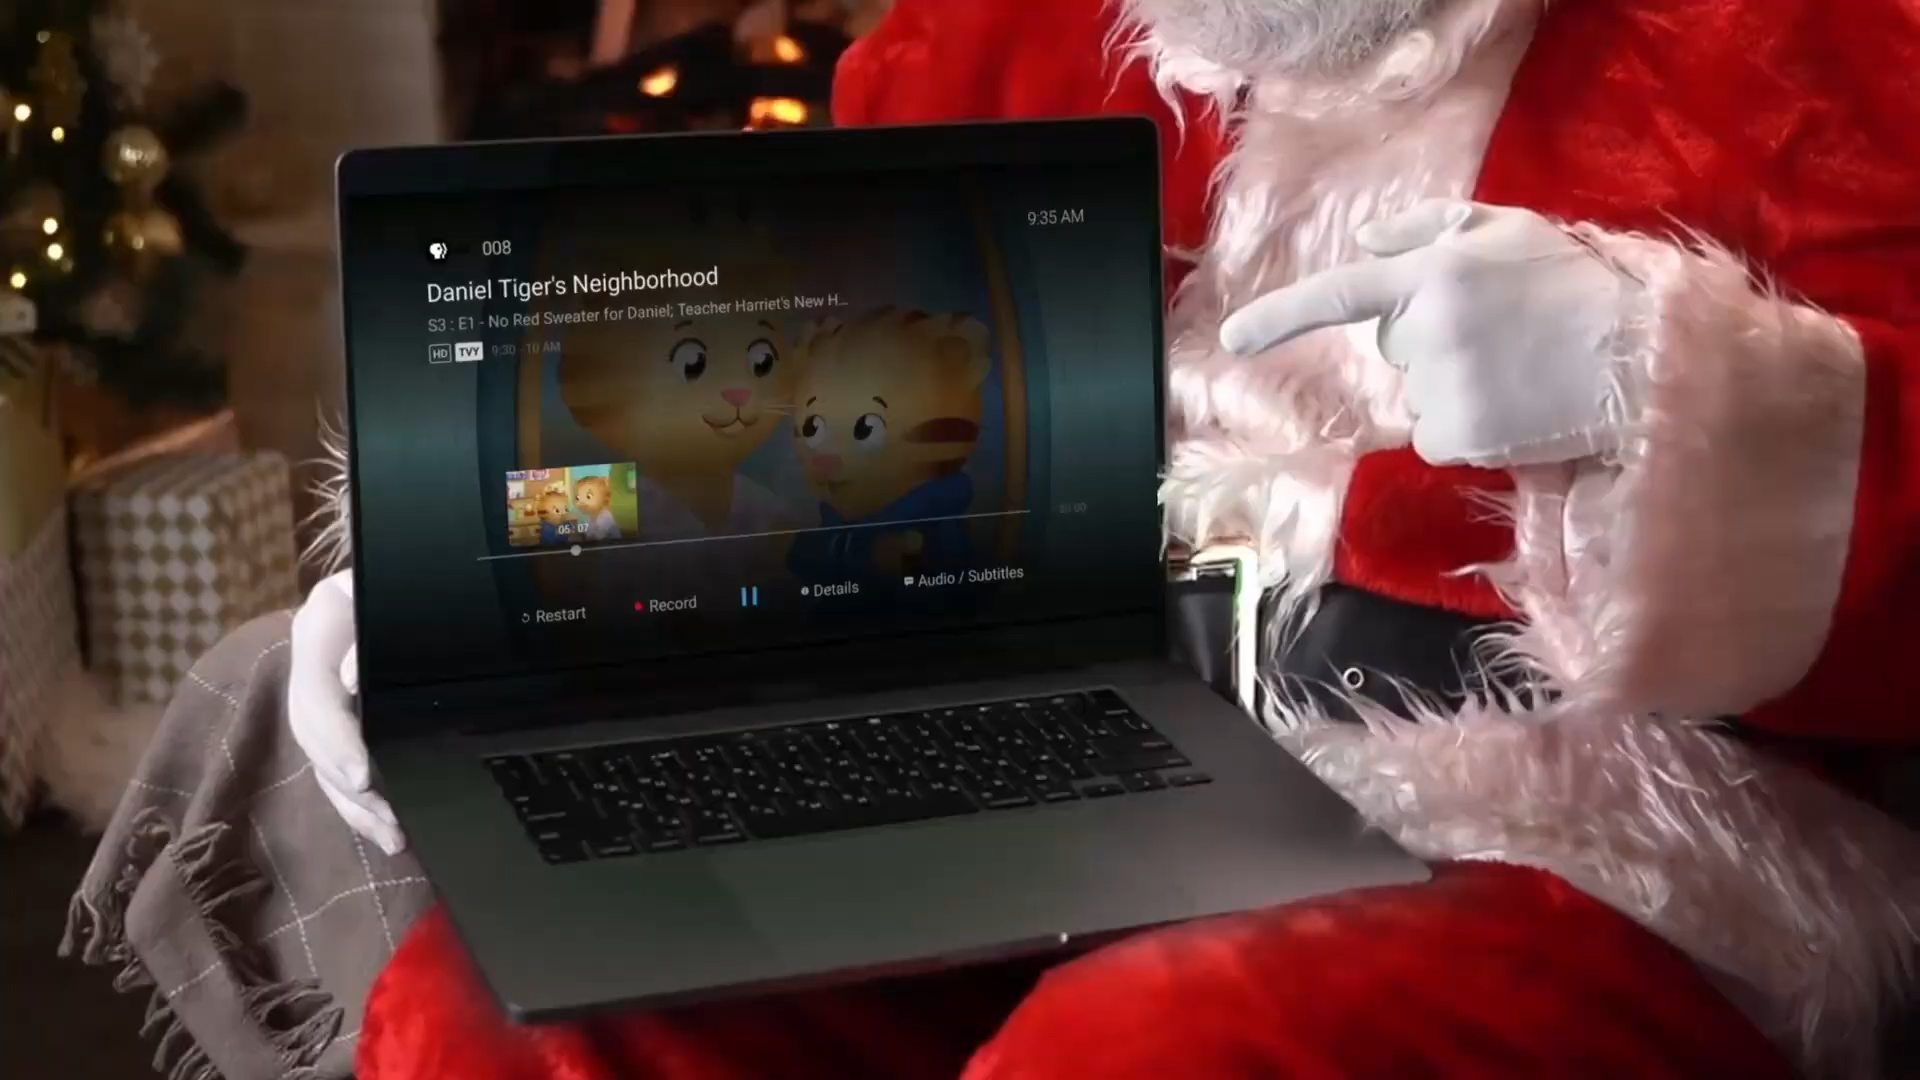 008
9:35 AM
Daniel Tiger's Neighborhood
S3 : E1 - No Red Sweater for Daniel; Teacher Harriet's New H...
HD TVY 9:30 - 10 AM
05:07
Restart
Record
Details
Audio / Subtitles